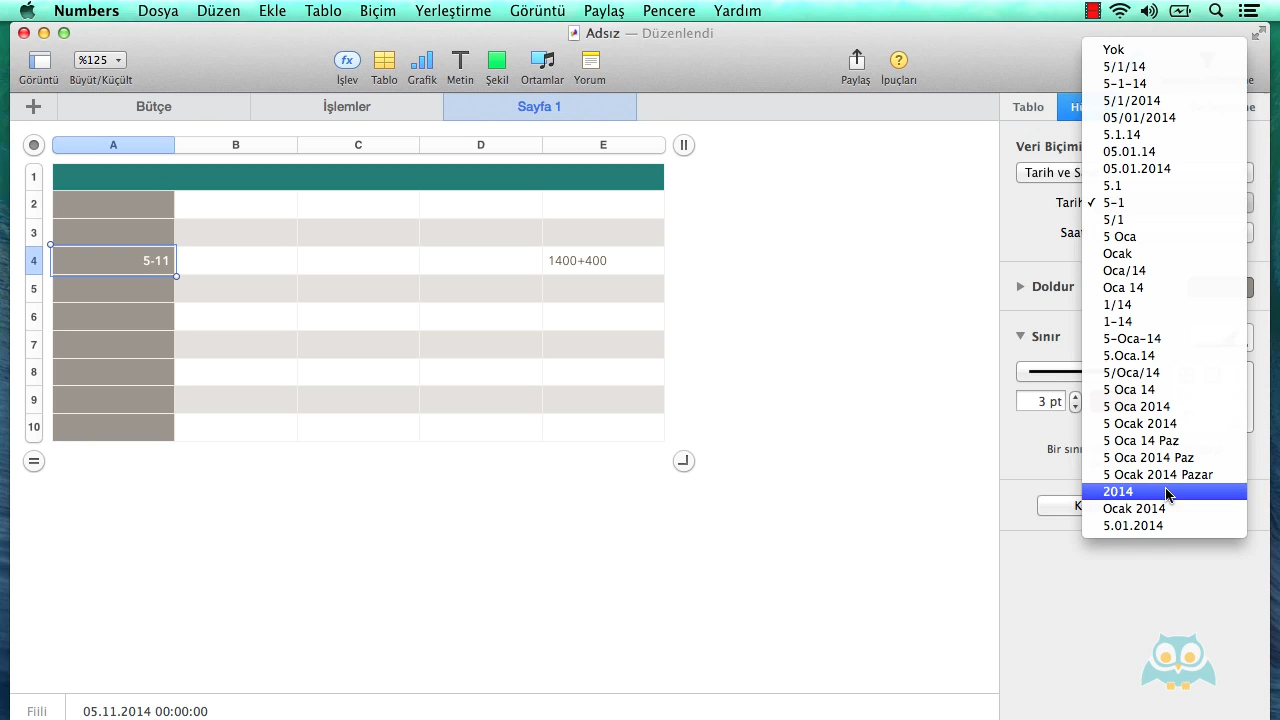 Numbers Dosya Düzen Ekle Tablo Biçim Yerleştirme Görüntü Paylaş Pencere Yardım
Adsız — Düzenlendi
%125
Görüntü Büyüt/Küçült
fx
İşlev Tablo Grafik Metin Şekil Ortamlar Yorum
Paylaş İpuçları
Bütçe İşlemler Sayfa 1
Tablo
A B C D E
1
2
3
4 5-11 1400+400
5
6
7
8
9
10
Veri Biçimi
Tarih ve
Tarih
Saa
Doldur
Sınır
3 pt
Bir sını
K
Yok
5/1/14
5-1-14
5/1/2014
05/01/2014
5.1.14
05.01.14
05.01.2014
5.1
✓ 5-1
5/1
5 Oca
Ocak
Oca/14
Oca 14
1/14
1-14
5-Oca-14
5.Oca.14
5/Oca/14
5 Oca 14
5 Oca 2014
5 Ocak 2014
5 Oca 14 Paz
5 Oca 2014 Paz
5 Ocak 2014 Pazar
2014
Ocak 2014
5.01.2014
Fiili 05.11.2014 00:00:00